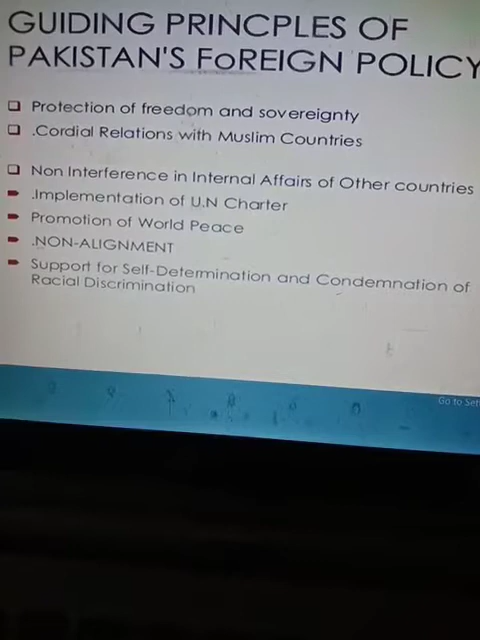 GUIDING PRINCPLES OF
PAKISTAN'S FoREIGN POLICY
Protection of freedom and sovereignty
.Cordial Relations with Muslim Countries
Non Interference in Internal Affairs of Other countries
.Implementation of U.N Charter
Promotion of World Peace
.NON-ALIGNMENT
Support for Self-Determination and Condemnation of
Racial Discrimination
Go to Set